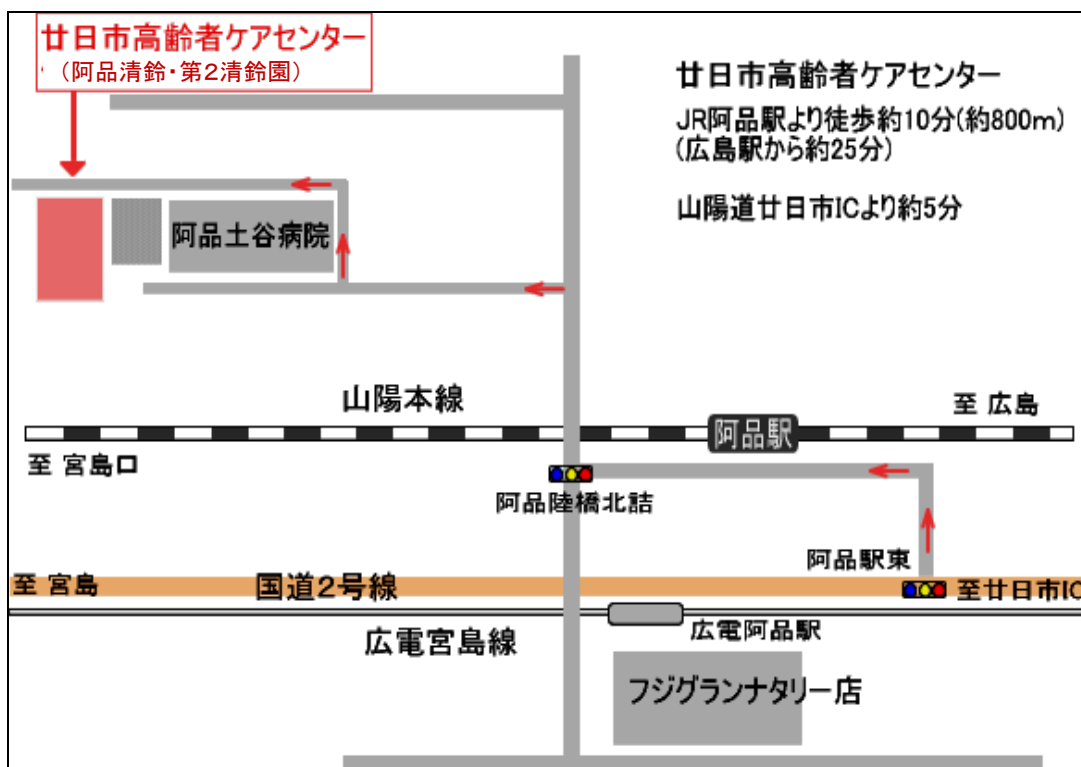 廿日市高齢者ケアセンター
（阿品清鈴・第2清鈴園）
廿日市高齢者ケアセンター
JR阿品駅より徒歩約10分(約800m)
(広島駅から約25分)
山陽道廿日市ICより約5分
阿品土谷病院
山陽本線
至 広島
阿品駅
至 宮島口
阿品陸橋北詰
阿品駅東
至 宮島
国道2号線
至廿日市IC
広電宮島線
広電阿品駅
フジグランナタリー店